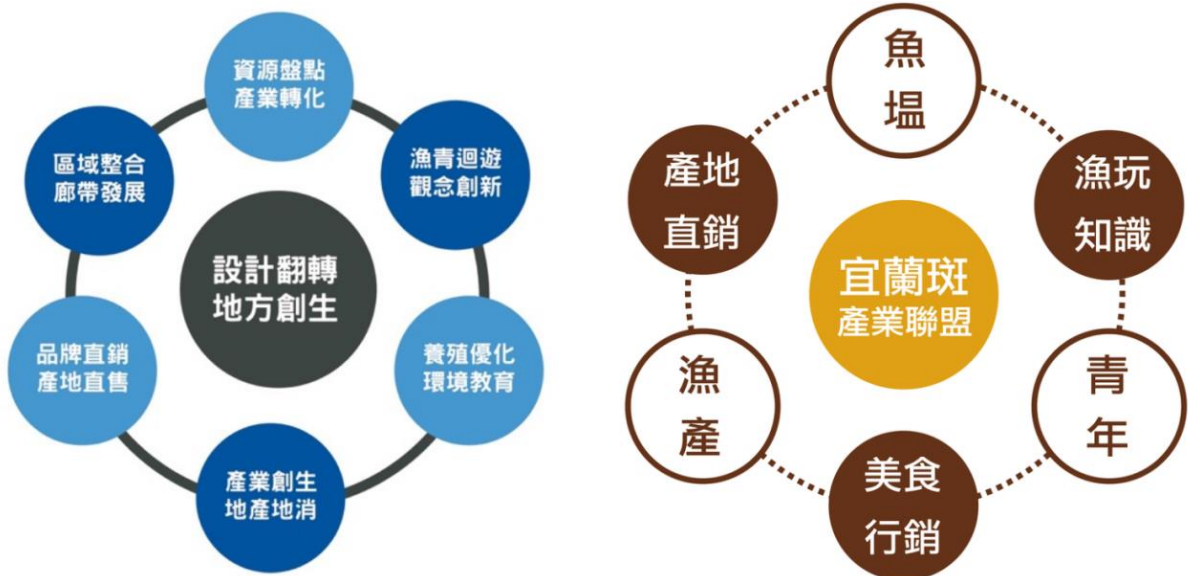 資源盤點
產業轉化
漁青迴遊
觀念創新
養殖優化
環境教育
產業創生
地產地消
品牌直銷
產地直售
區域整合
廊帶發展
設計翻轉
地方創生
魚
塭
漁玩
知識
青
年
美食
行銷
漁
產
產地
直銷
宜蘭斑
產業聯盟